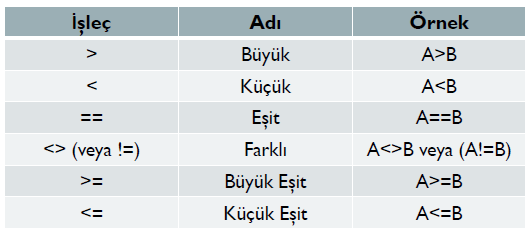 İşleç Adı Örnek
> Büyük A>B
< Küçük A<B
== Eşit A==B
<> (veya !=) Farklı A<>B veya (A!=B)
>= Büyük Eşit A>=B
<= Küçük Eşit A<=B